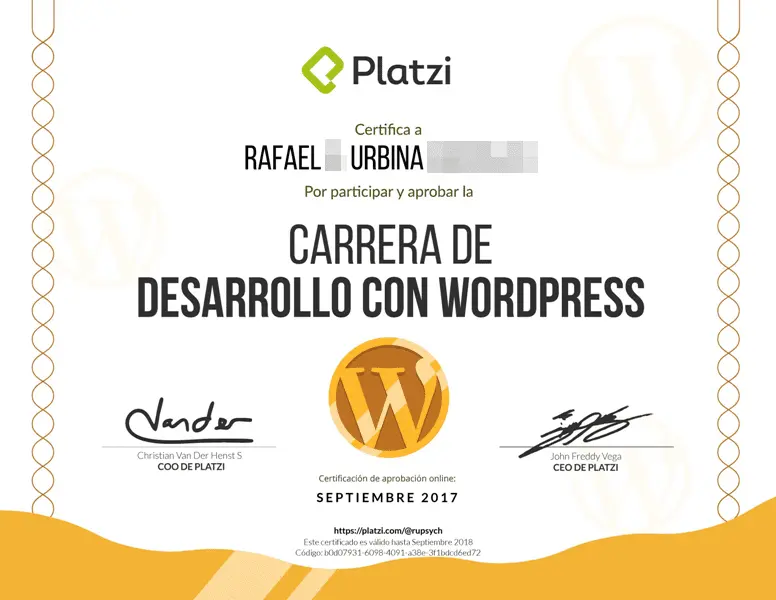 Platzi
Certifica a
RAFAEL URBINA
Por participar y aprobar la
CARRERA DE
DESARROLLO CON WORDPRESS
Vander
Christian Van Der Henst S
COO DE PLATZI
John Freddy Vega
CEO DE PLATZI
Certificación de aprobación online:
SEPTIEMBRE 2017
https://platzi.com/@rupsych
Este certificado es válido hasta Septiembre 2018
Código: b0d07931-6098-4091-a38e-3f1bdcd6ed72